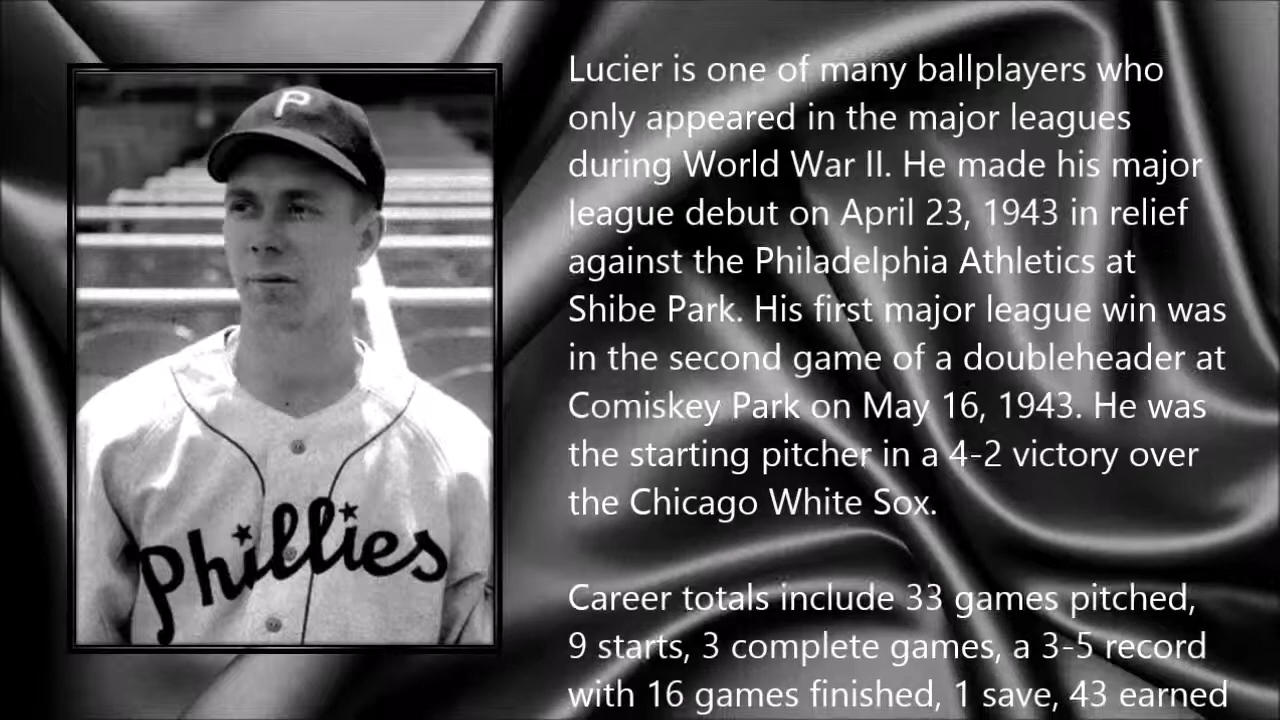 P
Phillies
Lucier is one of many ballplayers who
only appeared in the major leagues
during World War II. He made his major
league debut on April 23, 1943 in relief
against the Philadelphia Athletics at
Shibe Park. His first major league win was
in the second game of a doubleheader at
Comiskey Park on May 16, 1943. He was
the starting pitcher in a 4-2 victory over
the Chicago White Sox.
Career totals include 33 games pitched,
9 starts, 3 complete games, a 3-5 record
with 16 games finished, 1 save, 43 earned